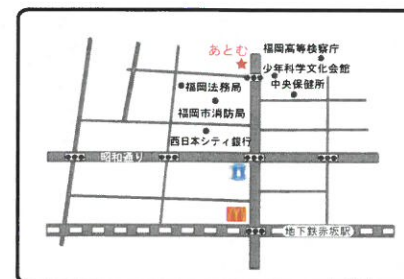 あとむ
福岡高等検察庁
少年科学文化会館
中央保健所
福岡法務局
福岡市消防局
西日本シティ銀行
昭和通り
地下鉄赤坂駅